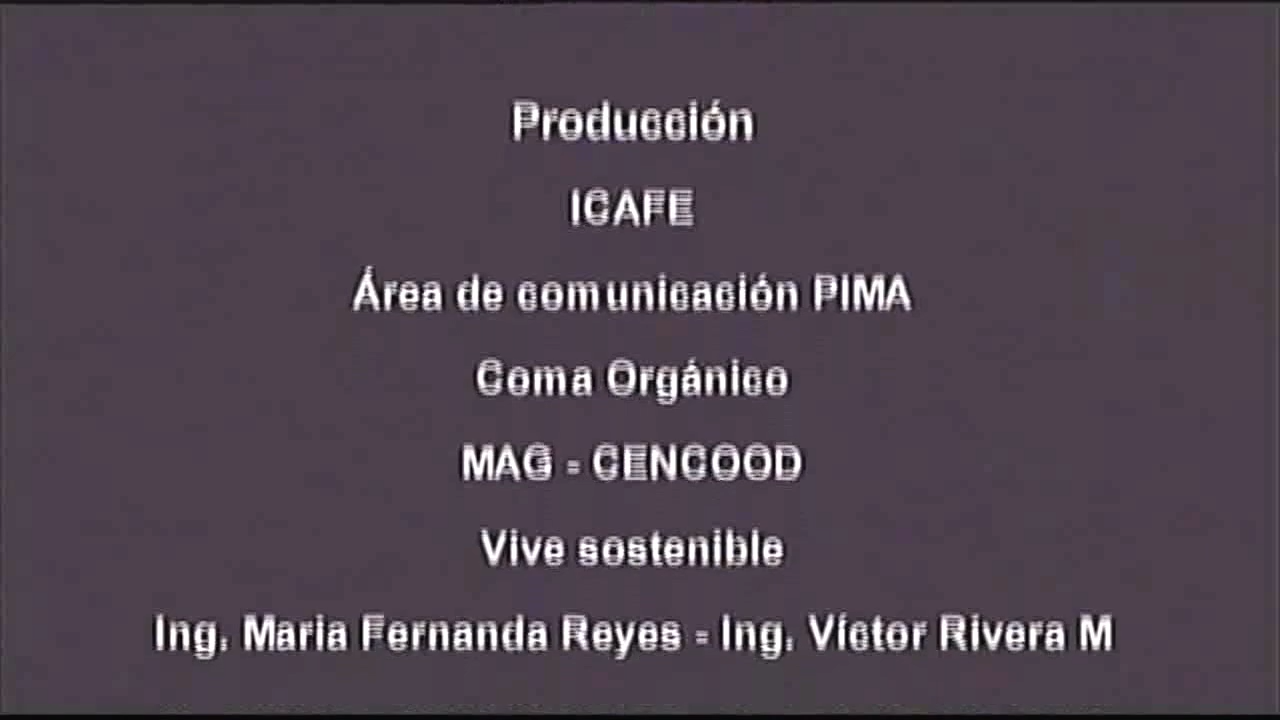 Producción
ICAFE
Área de comunicación PIMA
Coma Orgánico
MAG - CENCOOD
Vive sostenible
Ing. Maria Fernanda Reyes - Ing. Víctor Rivera M